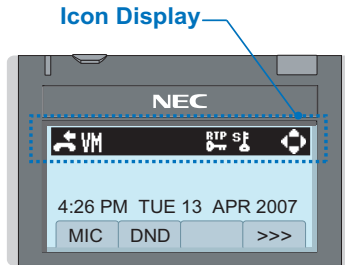 Icon Display
NEC
VM RTP S
4:26 PM TUE 13 APR 2007
MIC DND >>>